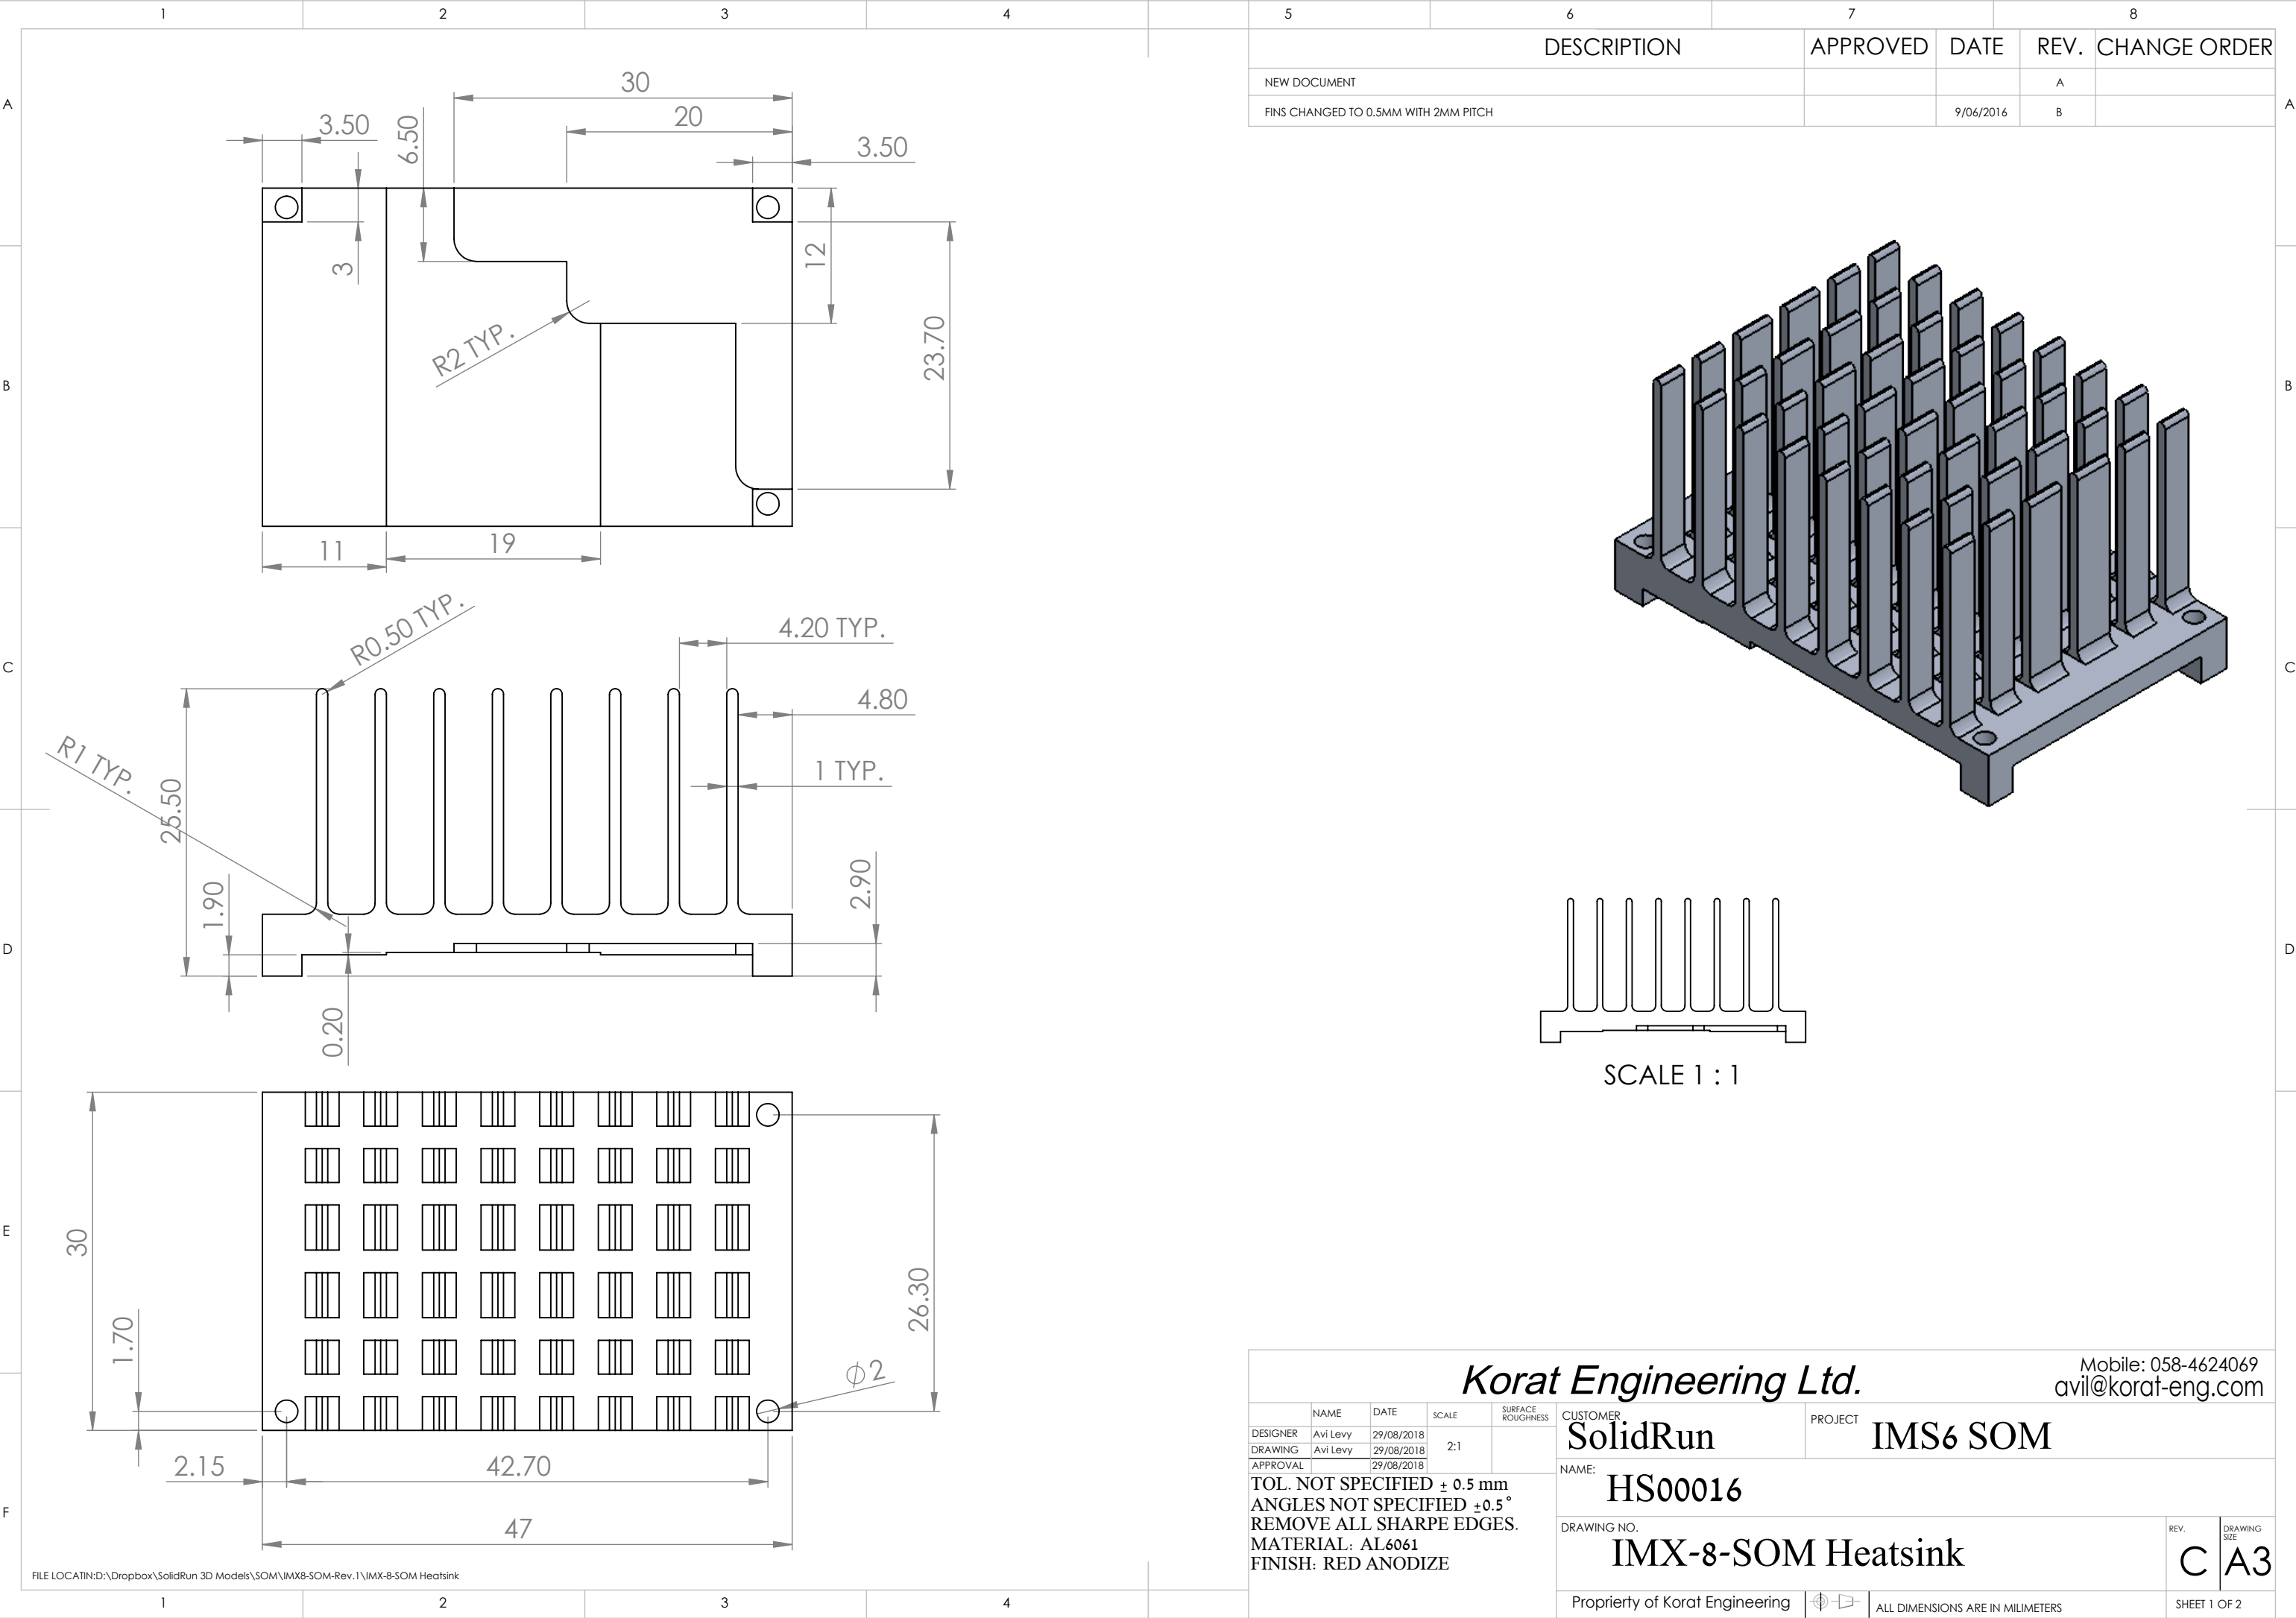 1 2 3 4 5 6 7 8
A
B
C
D
E
F
A
B
C
D
DESCRIPTION APPROVED DATE REV. CHANGE ORDER
NEW DOCUMENT A
FINS CHANGED TO 0.5MM WITH 2MM PITCH 9/06/2016 B
30
20
3.50
6.50
3.50
3
12
23.70
R2 TYP.
11
19
R0.50 TYP.
4.20 TYP.
4.80
R1 TYP.
1 TYP.
25.50
1.90
2.90
0.20
30
1.70
26.30
⌀2
2.15
42.70
47
SCALE 1 : 1
Korat Engineering Ltd.
Mobile: 058-4624069
avil@korat-eng.com
NAME DATE SCALE SURFACE ROUGHNESS
DESIGNER Avi Levy 29/08/2018
DRAWING Avi Levy 29/08/2018
APPROVAL 29/08/2018
2:1
CUSTOMER
SolidRun
PROJECT IMS6 SOM
NAME:
HS00016
TOL. NOT SPECIFIED ± 0.5 mm
ANGLES NOT SPECIFIED ±0.5°
REMOVE ALL SHARPE EDGES.
MATERIAL: AL6061
FINISH: RED ANODIZE
DRAWING NO.
IMX-8-SOM Heatsink
REV.
C
DRAWING SIZE
A3
Proprierty of Korat Engineering
ALL DIMENSIONS ARE IN MILIMETERS
SHEET 1 OF 2
FILE LOCATIN:D:\Dropbox\SolidRun 3D Models\SOM\IMX8-SOM-Rev.1\IMX-8-SOM Heatsink
1 2 3 4